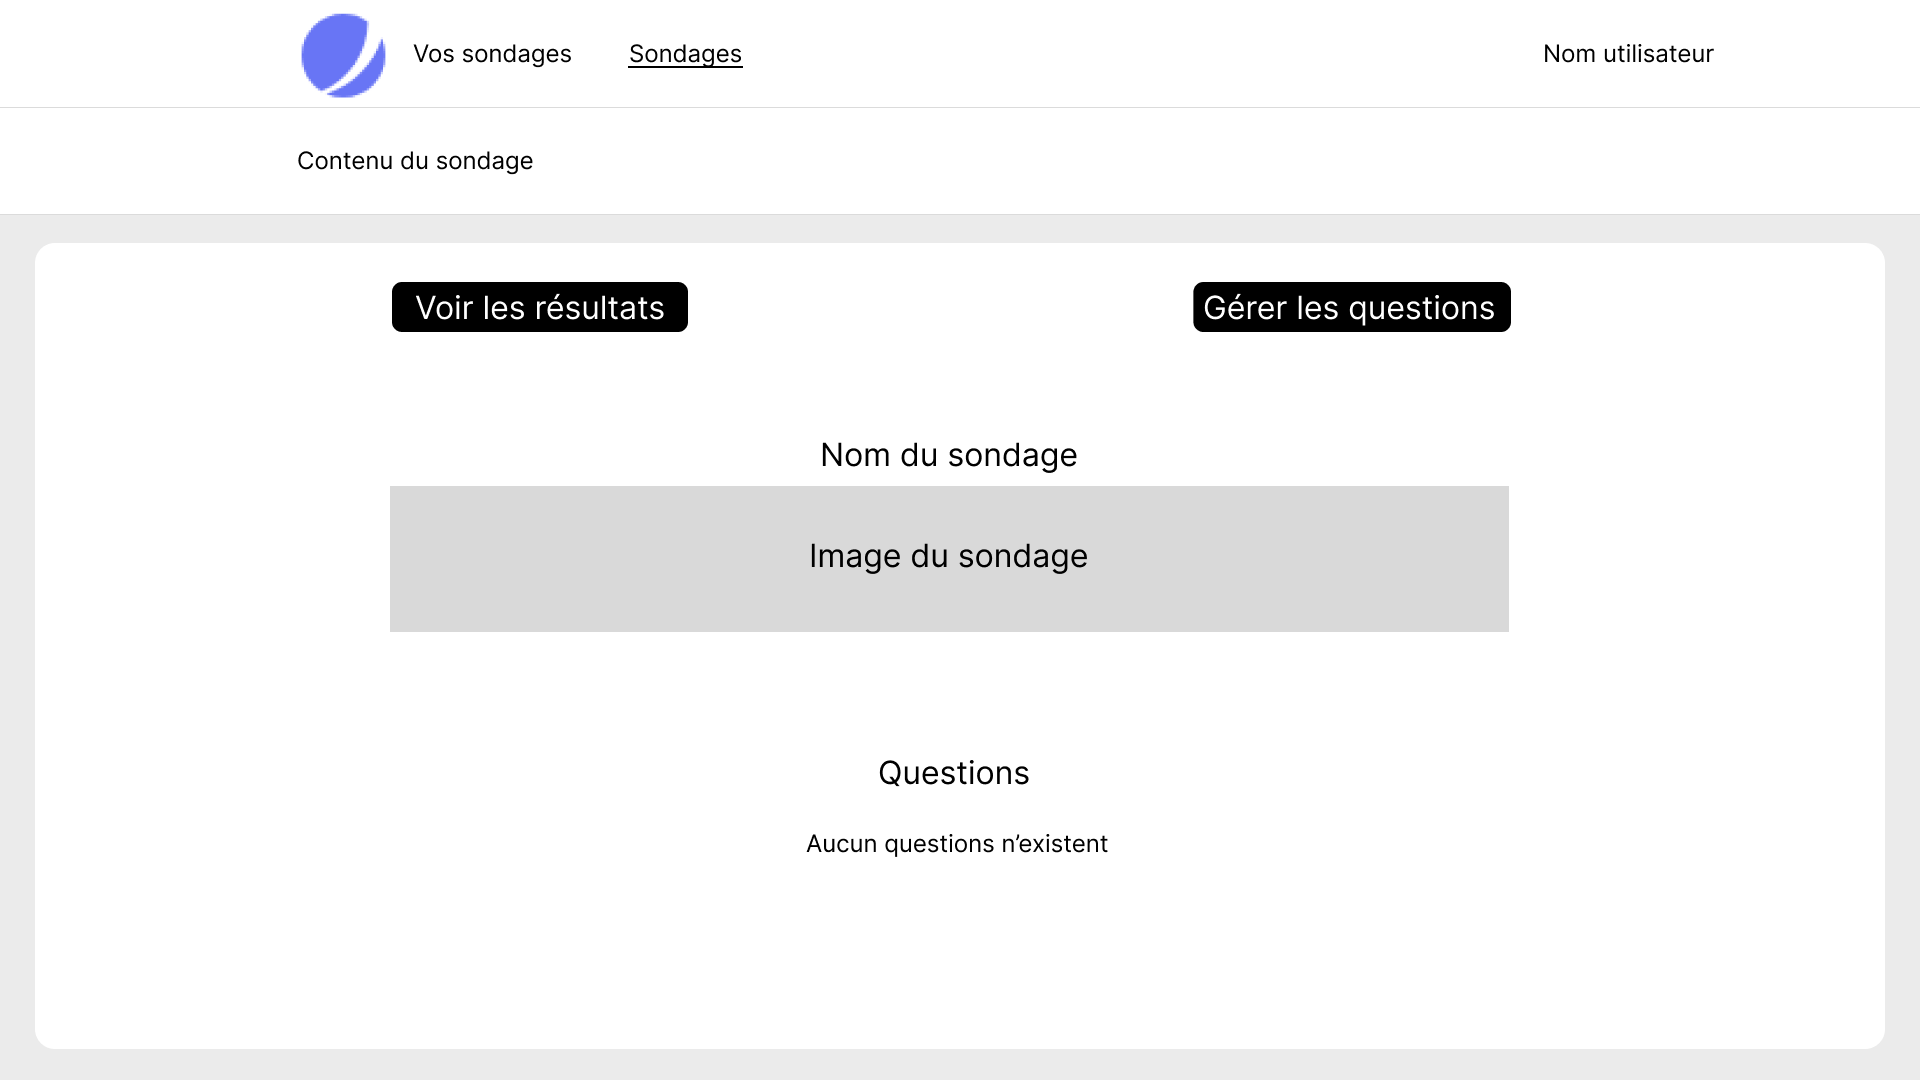 Vos sondages
Sondages
Nom utilisateur
Contenu du sondage
Voir les résultats
Gérer les questions
Nom du sondage
Image du sondage
Questions
Aucun questions n’existent